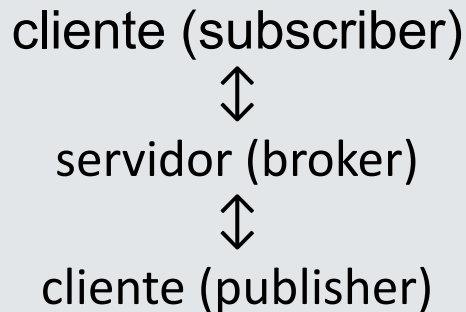 cliente (subscriber)
↕
servidor (broker)
↕
cliente (publisher)